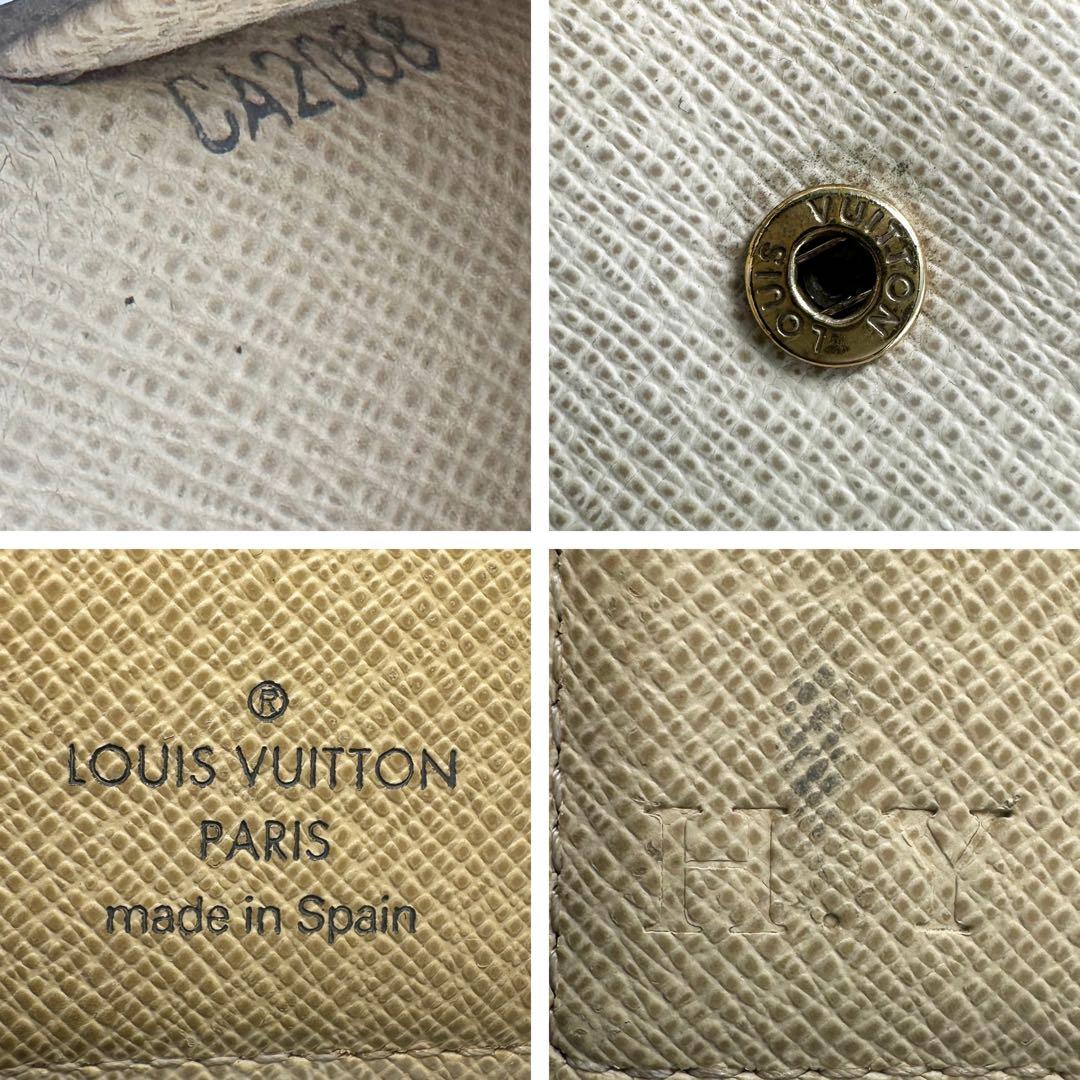 CA2088
LOUIS VUITTON
®
LOUIS VUITTON
PARIS
made in Spain
H.Y